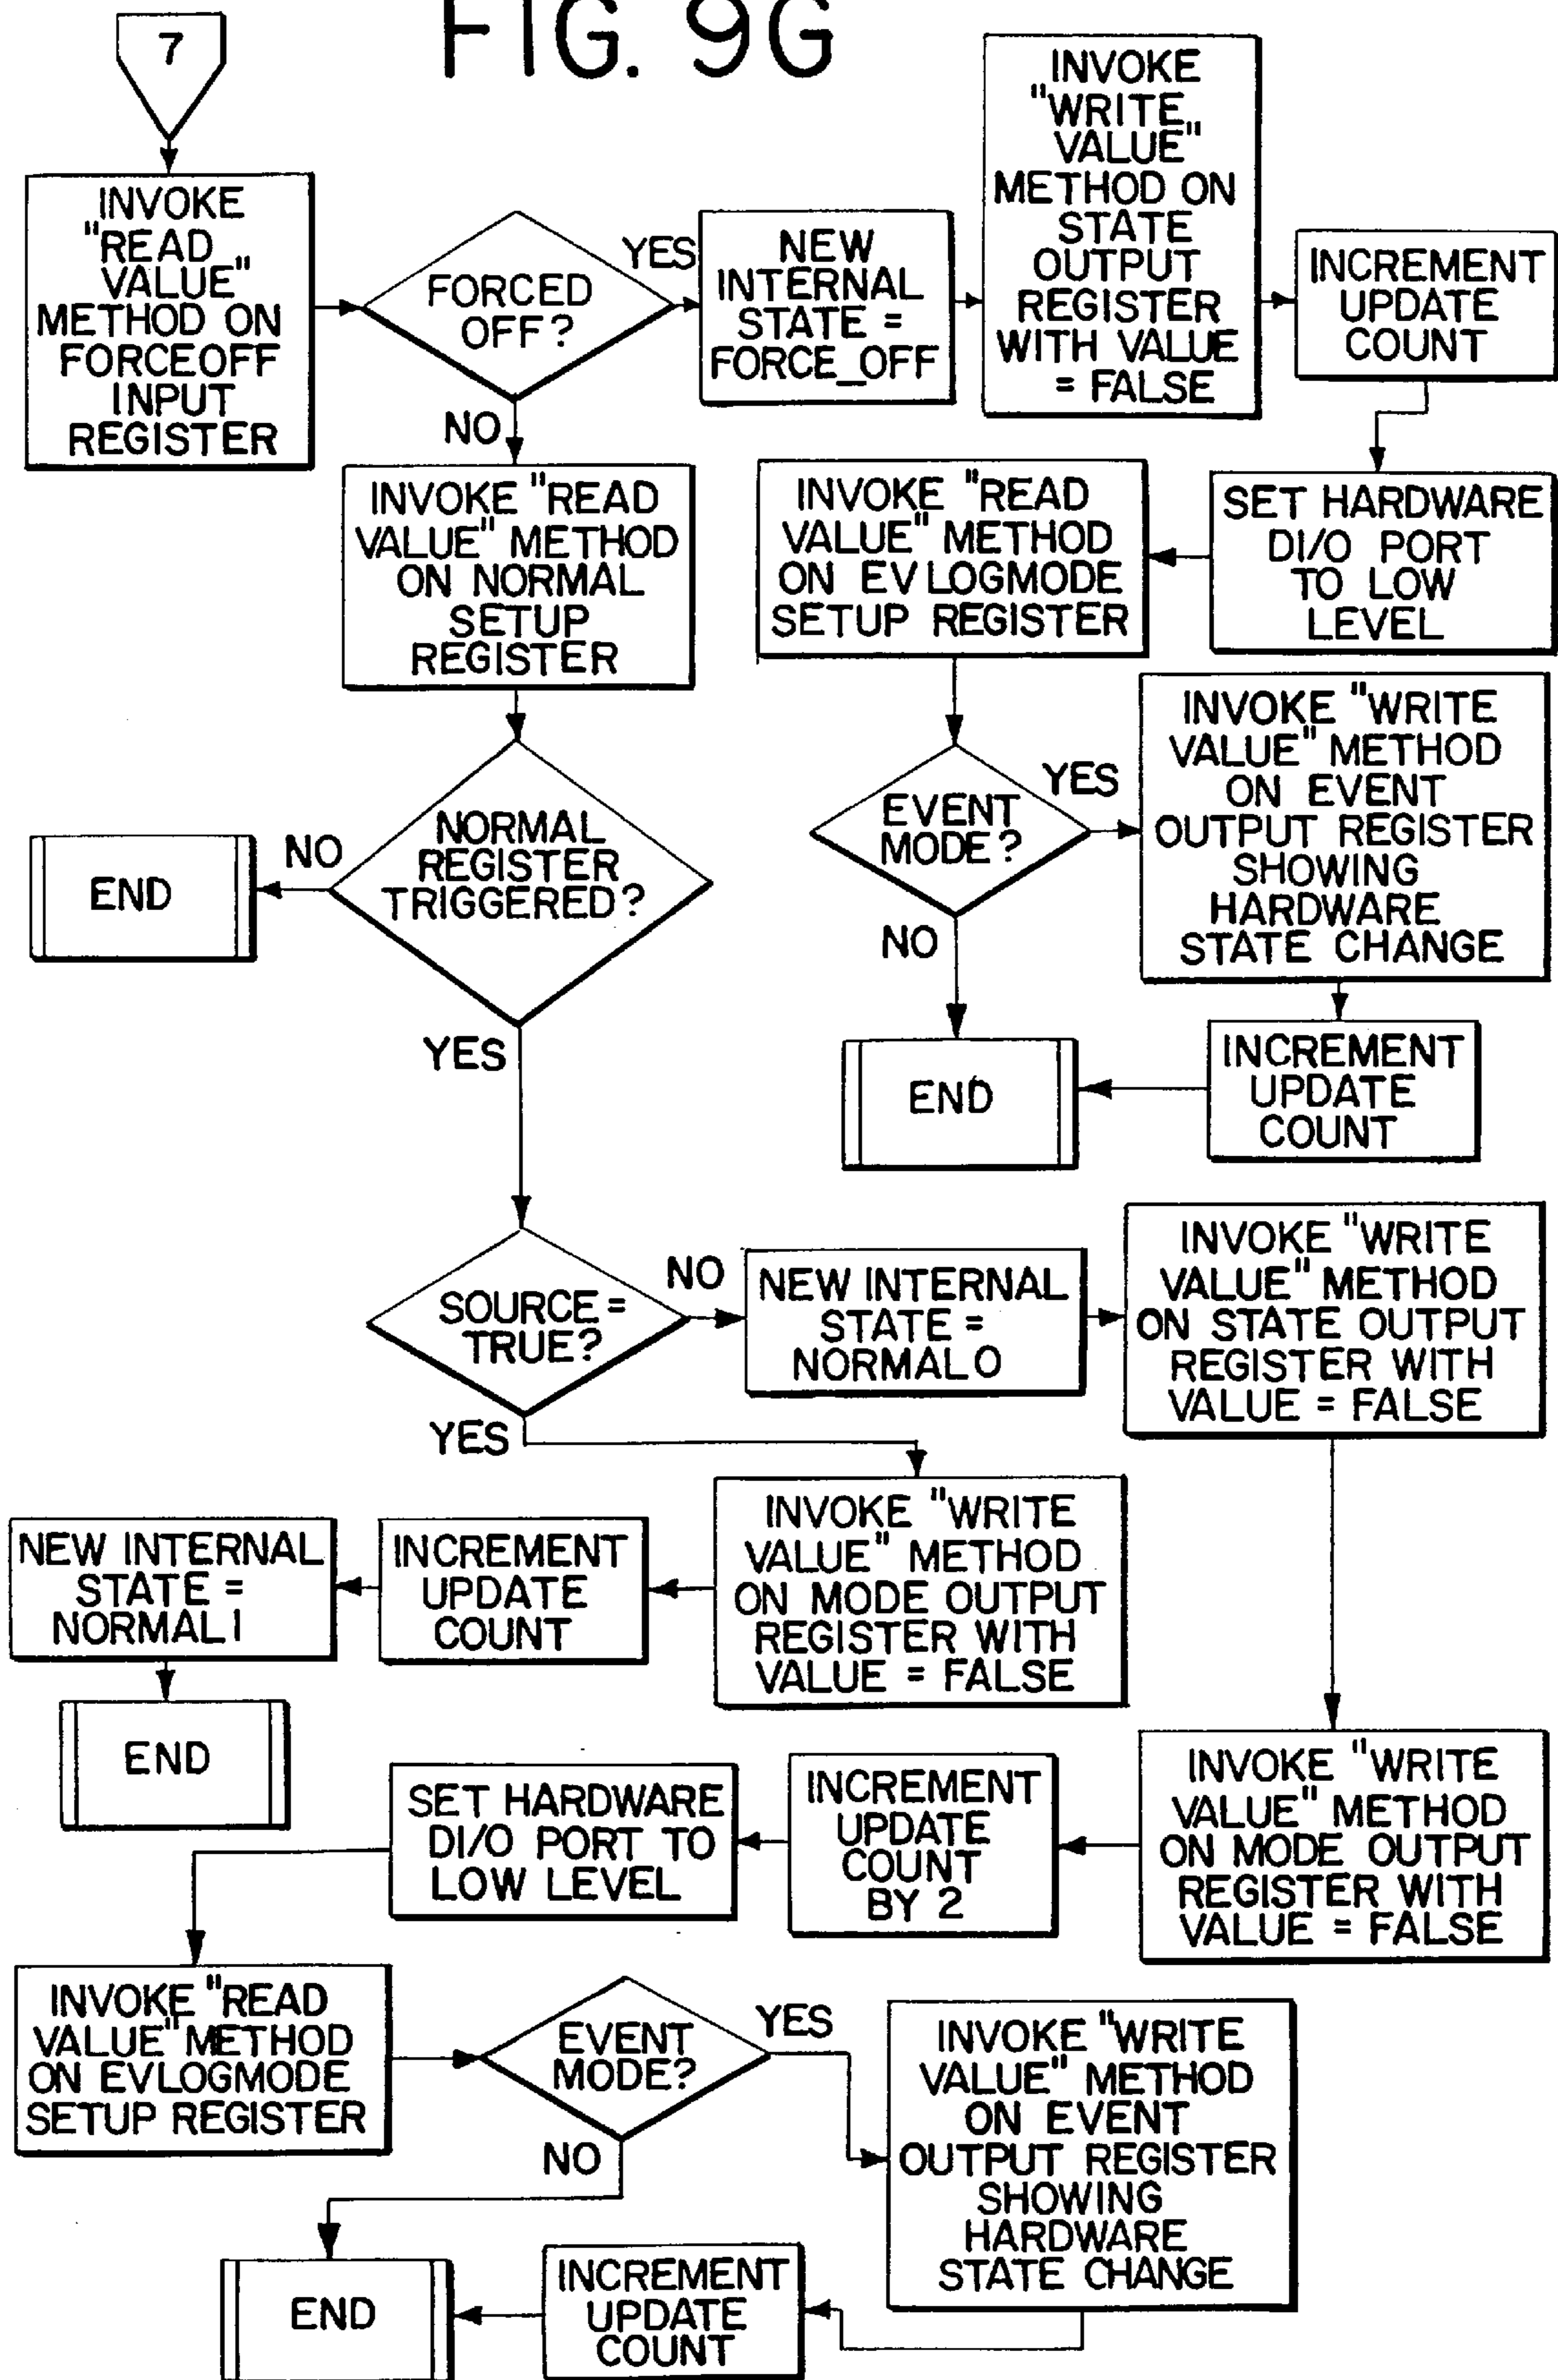 FIG. 9G
7
INVOKE
"READ
VALUE"
METHOD ON
FORCEOFF
INPUT
REGISTER
FORCED
OFF?
YES
NO
NEW
INTERNAL
STATE =
FORCE_OFF
INVOKE
"WRITE
VALUE"
METHOD ON
STATE
OUTPUT
REGISTER
WITH VALUE
= FALSE
INCREMENT
UPDATE
COUNT
SET HARDWARE
DI/O PORT
TO LOW
LEVEL
INVOKE "READ
VALUE" METHOD
ON EVLOGMODE
SETUP REGISTER
EVENT
MODE?
YES
NO
INVOKE "WRITE
VALUE" METHOD
ON EVENT
OUTPUT REGISTER
SHOWING
HARDWARE
STATE CHANGE
INCREMENT
UPDATE
COUNT
END
INVOKE "READ
VALUE" METHOD
ON NORMAL
SETUP
REGISTER
NORMAL
REGISTER
TRIGGERED?
NO
END
YES
SOURCE =
TRUE?
NO
NEW INTERNAL
STATE =
NORMAL0
INVOKE "WRITE
VALUE" METHOD
ON STATE OUTPUT
REGISTER WITH
VALUE = FALSE
YES
INVOKE "WRITE
VALUE" METHOD
ON MODE OUTPUT
REGISTER WITH
VALUE = FALSE
INCREMENT
UPDATE
COUNT
NEW INTERNAL
STATE =
NORMAL1
END
INVOKE "WRITE
VALUE" METHOD
ON MODE OUTPUT
REGISTER WITH
VALUE = FALSE
INCREMENT
UPDATE
COUNT
BY 2
SET HARDWARE
DI/O PORT TO
LOW LEVEL
INVOKE "READ
VALUE" METHOD
ON EVLOGMODE
SETUP REGISTER
EVENT
MODE?
YES
NO
INVOKE "WRITE
VALUE" METHOD
ON EVENT
OUTPUT REGISTER
SHOWING
HARDWARE
STATE CHANGE
INCREMENT
UPDATE
COUNT
END